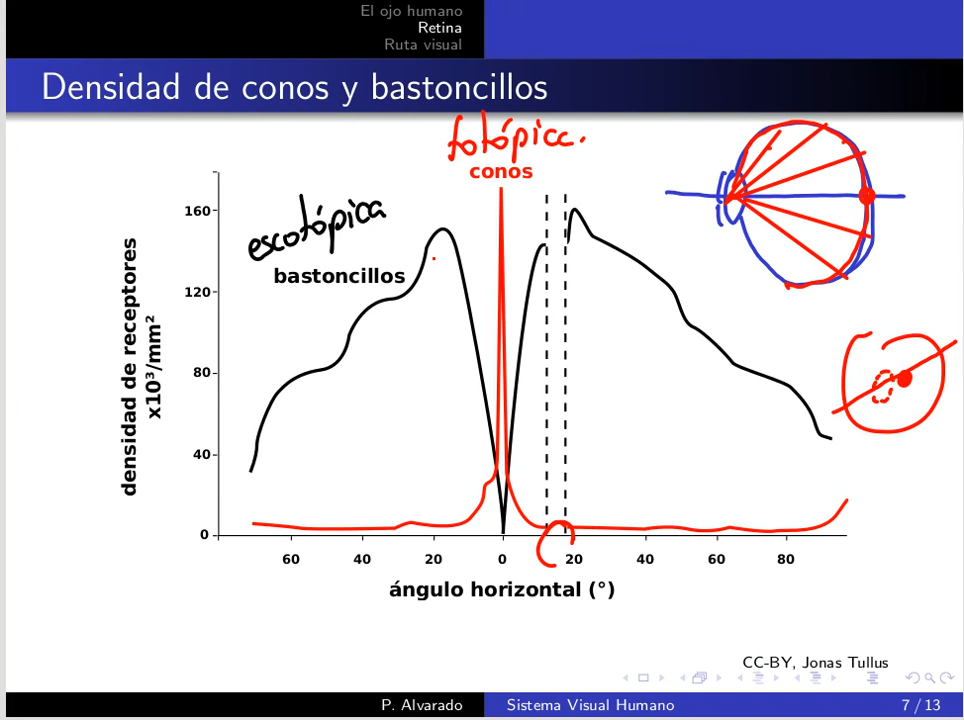 El ojo humano
Retina
Ruta visual
Densidad de conos y bastoncillos
fotópica.
conos
escotópica
bastoncillos
densidad de receptores
x10³/mm²
160
120
80
40
0
60 40 20 0 20 40 60 80
ángulo horizontal (°)
CC-BY, Jonas Tullus
P. Alvarado Sistema Visual Humano 7 / 13